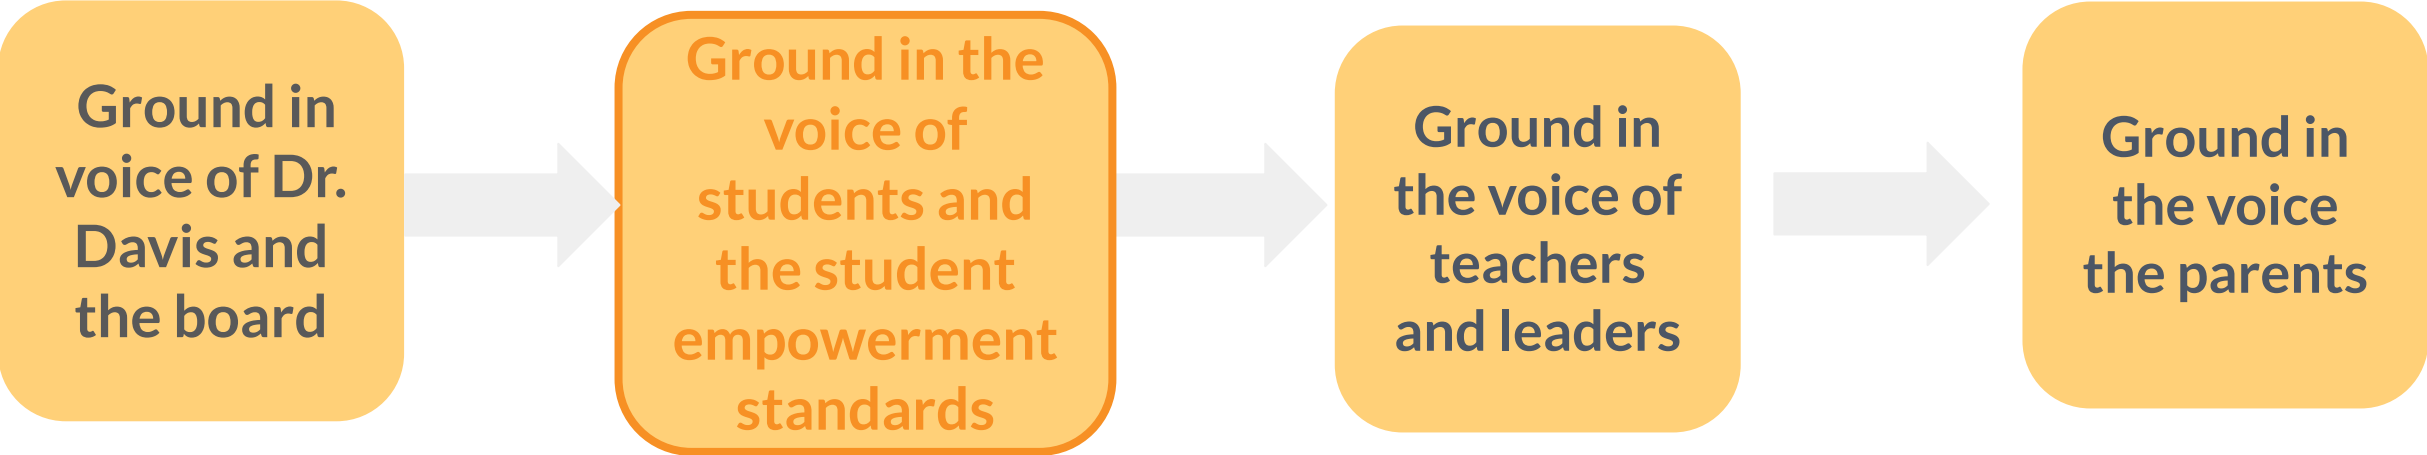 Ground in
voice of Dr.
Davis and
the board
Ground in the
voice of
students and
the student
empowerment
standards
Ground in
the voice of
teachers
and leaders
Ground in
the voice
the parents